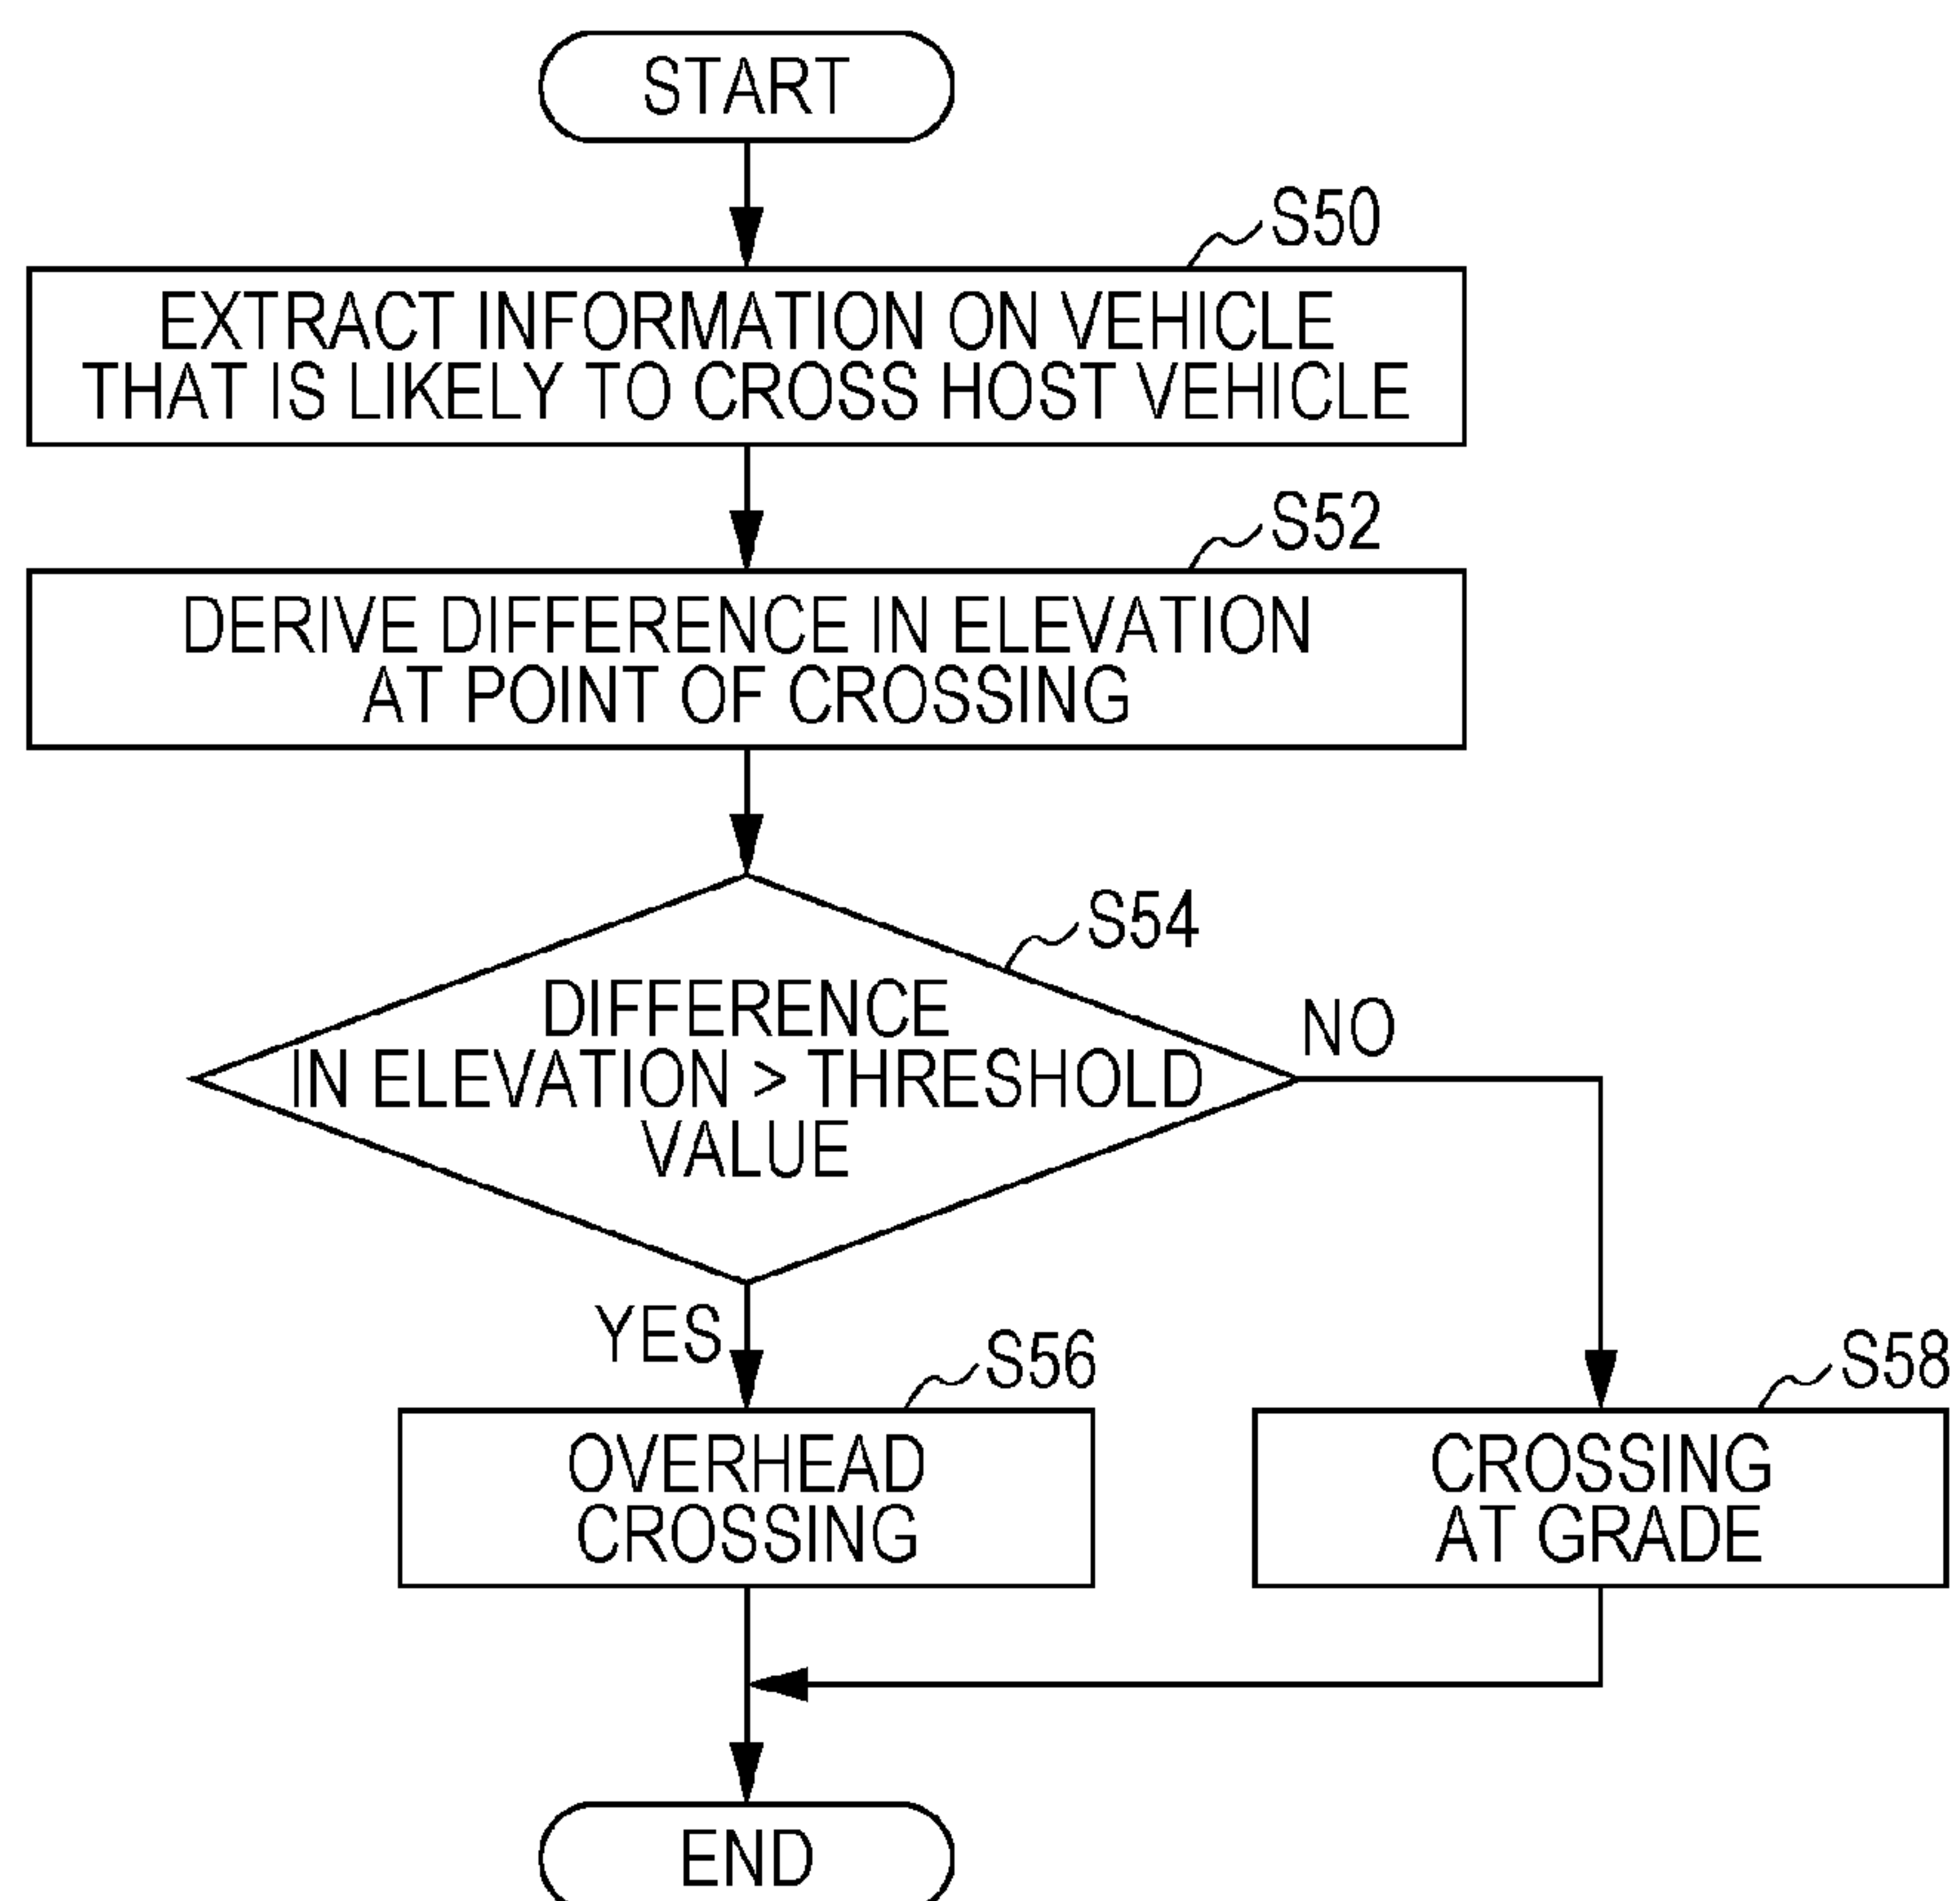 START
S50
EXTRACT INFORMATION ON VEHICLE
THAT IS LIKELY TO CROSS HOST VEHICLE
S52
DERIVE DIFFERENCE IN ELEVATION
AT POINT OF CROSSING
S54
DIFFERENCE
IN ELEVATION > THRESHOLD
VALUE
NO
YES
S56
OVERHEAD
CROSSING
S58
CROSSING
AT GRADE
END